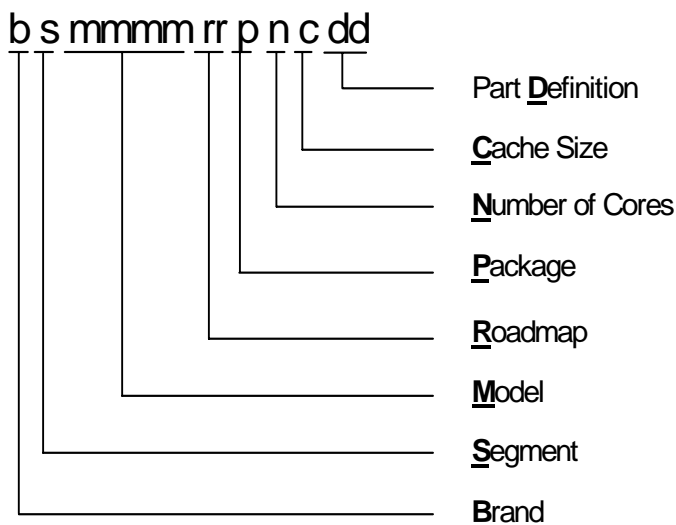 b s mmmm rr p n c dd
Part Definition
Cache Size
Number of Cores
Package
Roadmap
Model
Segment
Brand